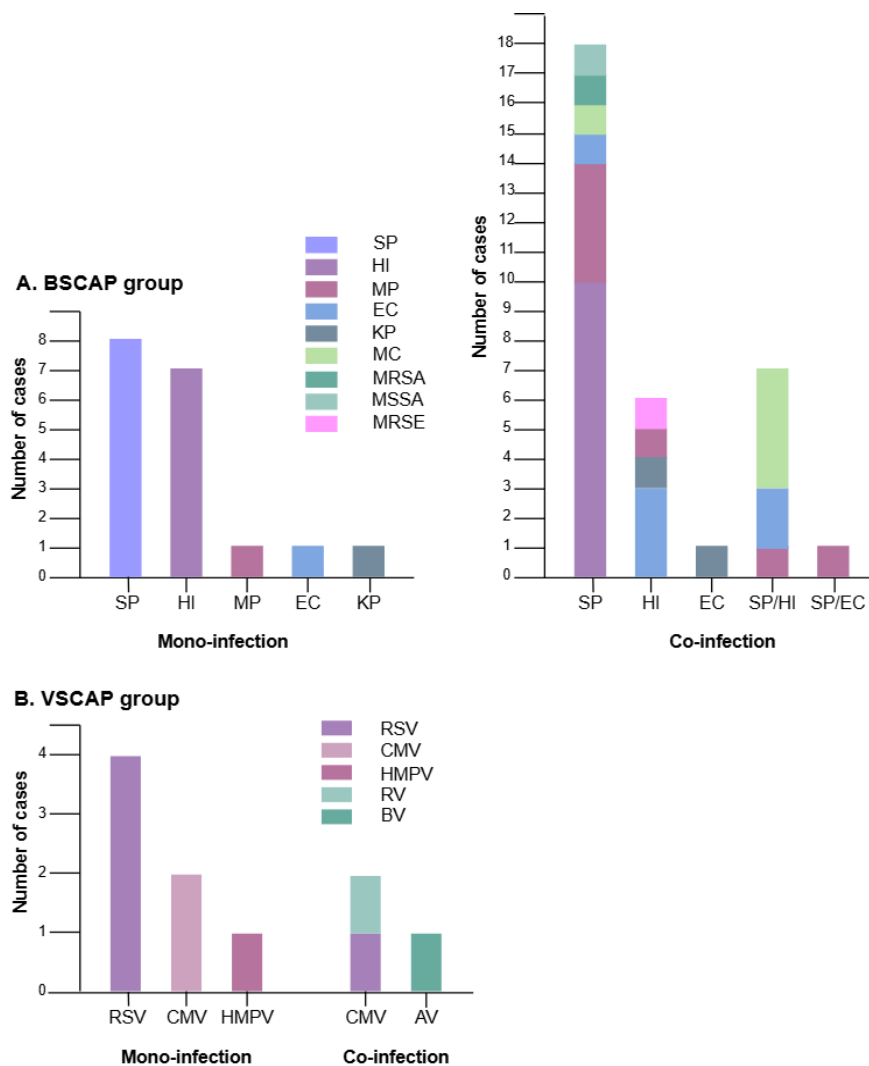 A. BSCAP group
Number of cases
8
7
6
5
4
3
2
1
0
SP
HI
MP
EC
KP
Mono-infection
SP
HI
MP
EC
KP
MC
MRSA
MSSA
MRSE
Number of cases
18
17
16
15
14
13
12
11
10
9
8
7
6
5
4
3
2
1
0
SP
HI
EC
SP/HI
SP/EC
Co-infection
B. VSCAP group
Number of cases
4
3
2
1
0
RSV
CMV
HMPV
Mono-infection
CMV
AV
Co-infection
RSV
CMV
HMPV
RV
BV